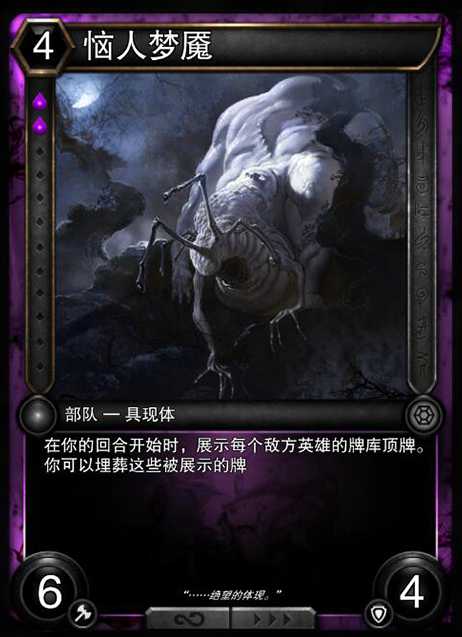 4
恼人梦魇
部队 — 具现体
在你的回合开始时，展示每个敌方英雄的牌库顶牌。
你可以埋葬这些被展示的牌
6
“……绝望的体现。”
4